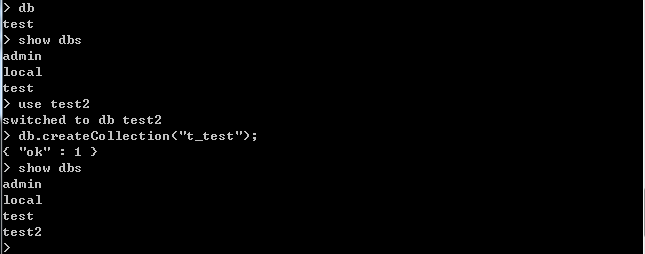 > db
test
> show dbs
admin
local
test
> use test2
switched to db test2
> db.createCollection("t_test");
{ "ok" : 1 }
> show dbs
admin
local
test
test2
>